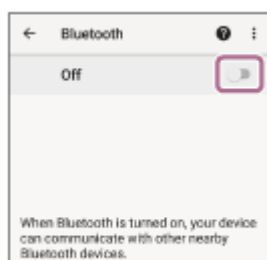 Bluetooth
Off
When Bluetooth is turned on, your device
can communicate with other nearby
Bluetooth devices.